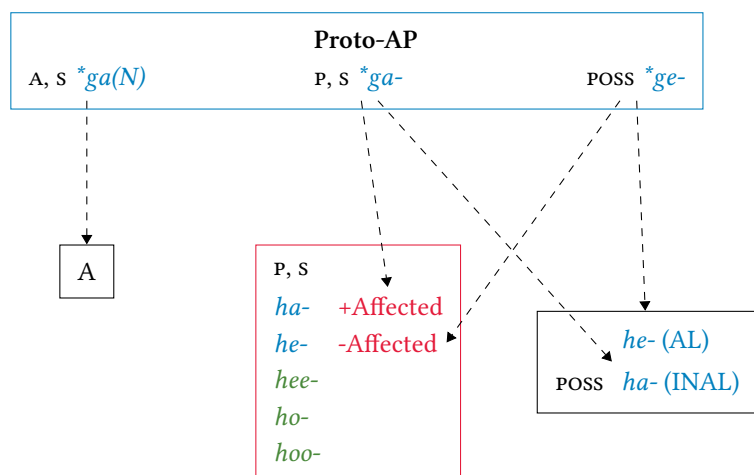 Proto-AP
A, S *ga(N) P, S *ga- POSS *ge-
A
P, S
ha- +Affected
he- -Affected
hee-
ho-
hoo-
he- (AL)
POSS ha- (INAL)